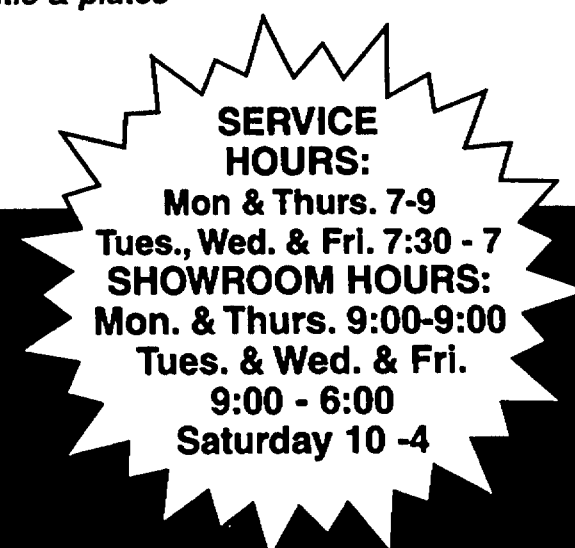 & plates
SERVICE
HOURS:
Mon & Thurs. 7-9
Tues., Wed. & Fri. 7:30 - 7
SHOWROOM HOURS:
Mon. & Thurs. 9:00-9:00
Tues. & Wed. & Fri.
9:00 - 6:00
Saturday 10 -4